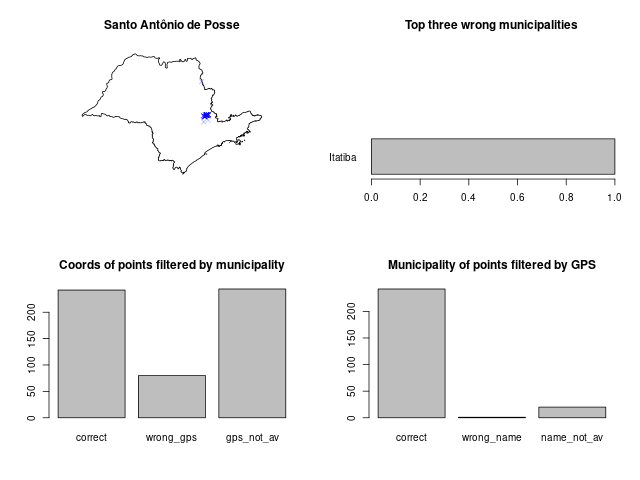 Santo Antônio de Posse
Top three wrong municipalities
Itatiba
0.0 0.2 0.4 0.6 0.8 1.0
Coords of points filtered by municipality
200
150
100
50
0
correct wrong_gps gps_not_av
Municipality of points filtered by GPS
200
150
100
50
0
correct wrong_name name_not_av